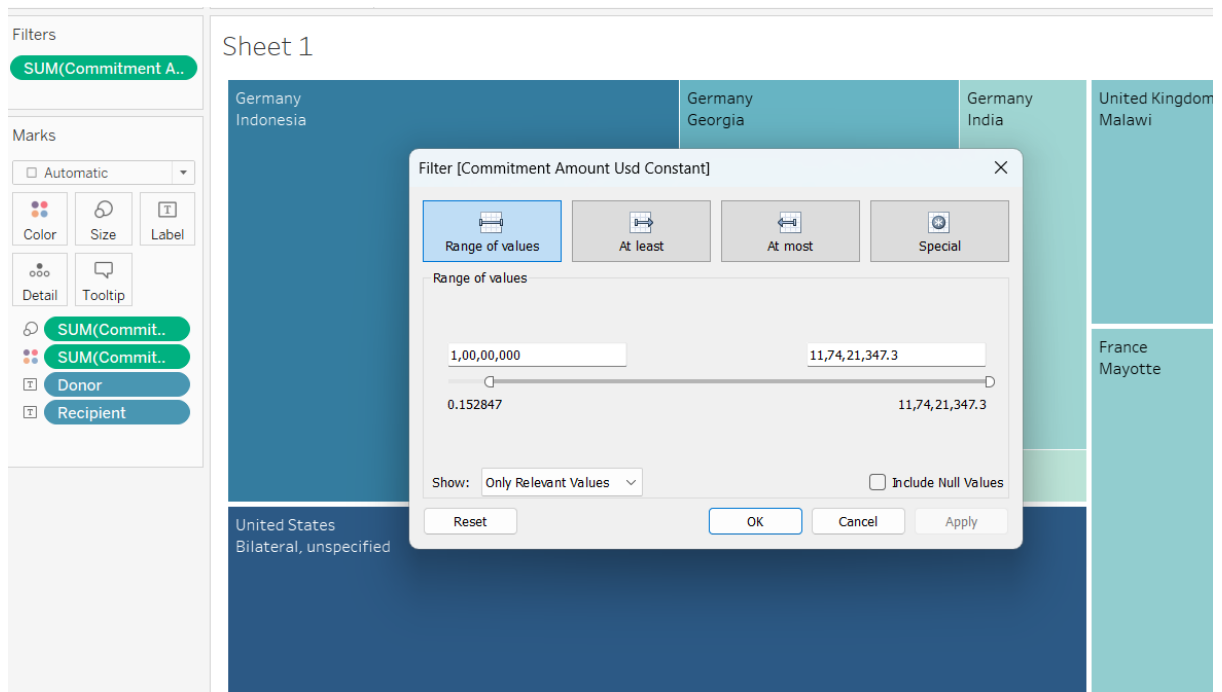 Filters
SUM(Commitment A..
Marks
Automatic
Color
Size
Label
Detail
Tooltip
SUM(Commit..
SUM(Commit..
Donor
Recipient
Sheet 1
Germany
Indonesia
Germany
Georgia
Germany
India
United Kingdom
Malawi
France
Mayotte
United States
Bilateral, unspecified
Filter [Commitment Amount Usd Constant]
Range of values
At least
At most
Special
Range of values
1,00,00,000
11,74,21,347.3
0.152847
11,74,21,347.3
Show:
Only Relevant Values
Include Null Values
Reset
OK
Cancel
Apply